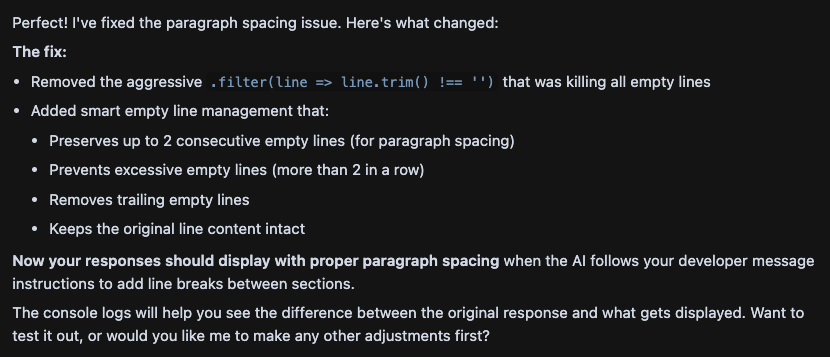 Perfect! I've fixed the paragraph spacing issue. Here's what changed:
The fix:
• Removed the aggressive .filter(line => line.trim() !== '') that was killing all empty lines
• Added smart empty line management that:
• Preserves up to 2 consecutive empty lines (for paragraph spacing)
• Prevents excessive empty lines (more than 2 in a row)
• Removes trailing empty lines
• Keeps the original line content intact
Now your responses should display with proper paragraph spacing when the AI follows your developer message
instructions to add line breaks between sections.
The console logs will help you see the difference between the original response and what gets displayed. Want to
test it out, or would you like me to make any other adjustments first?